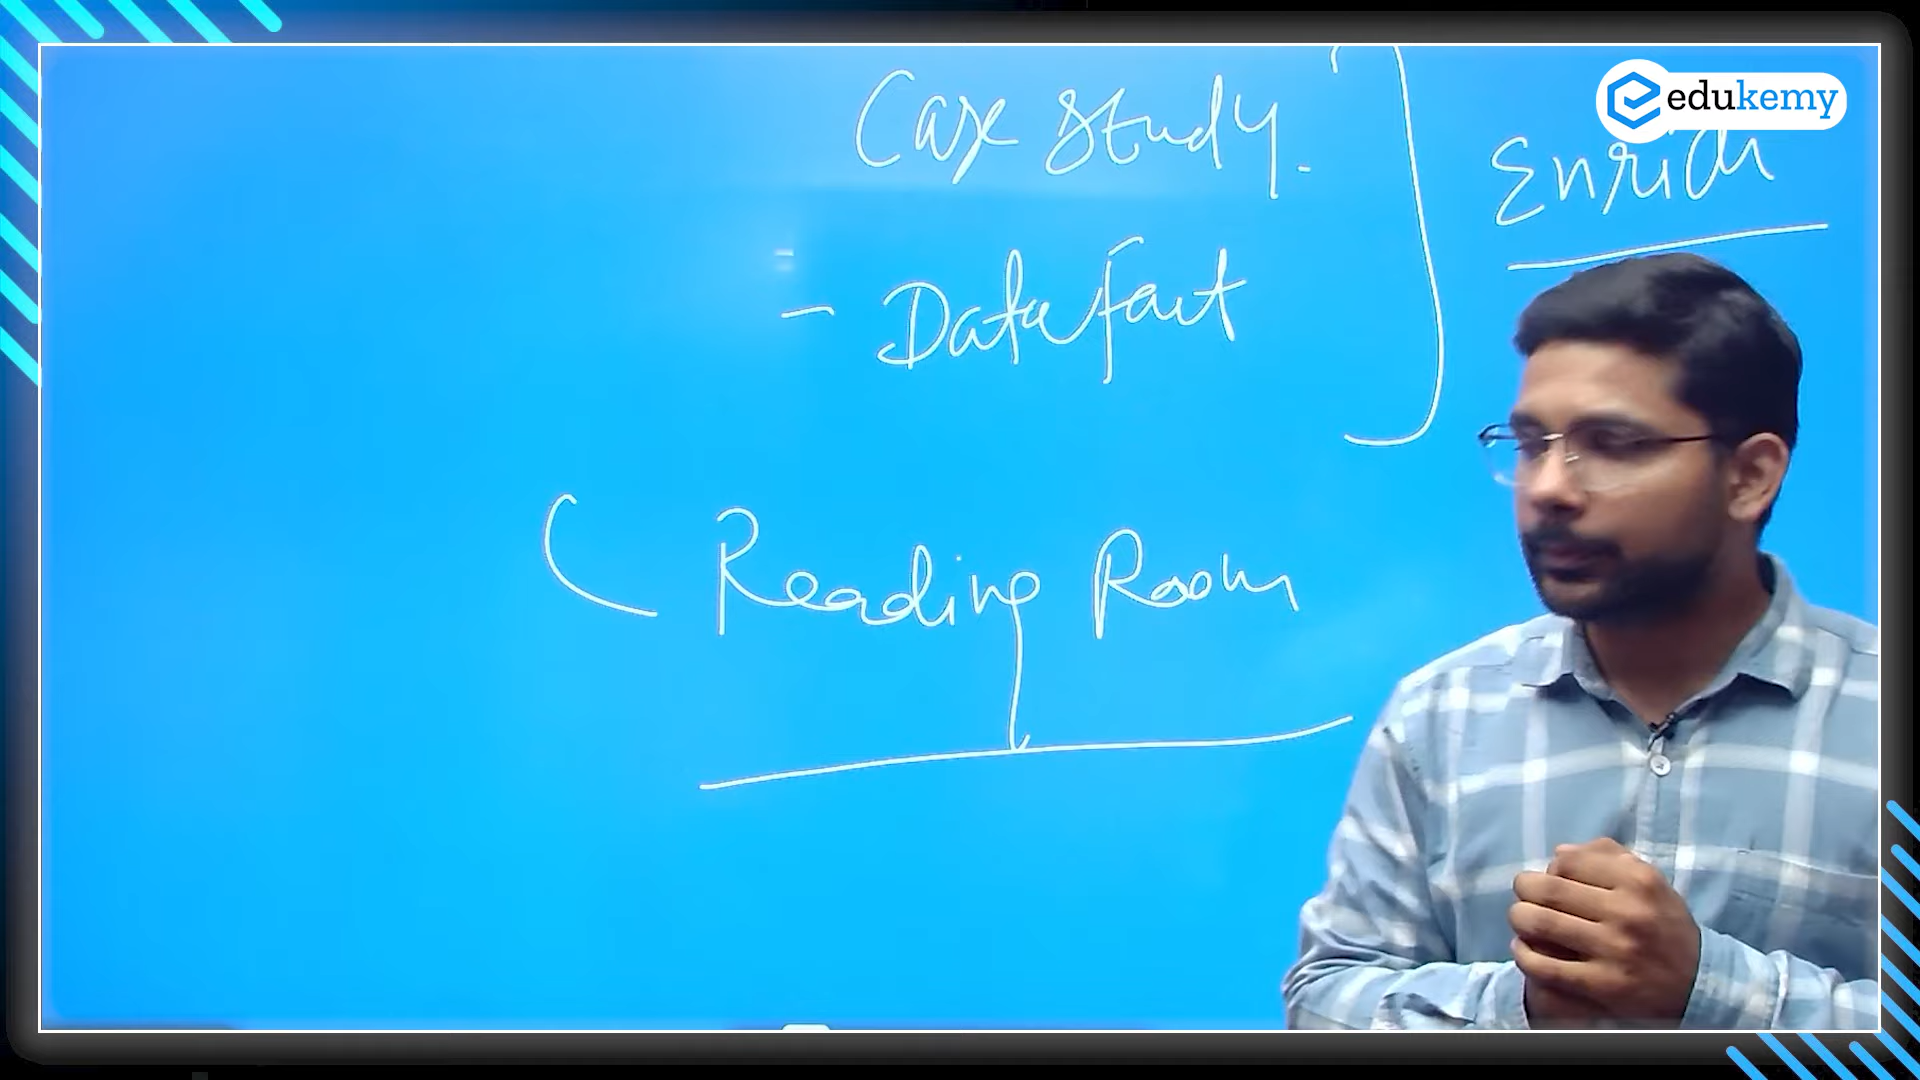 edukemy
Case study.
Enrich
- Data fact
Reading Room